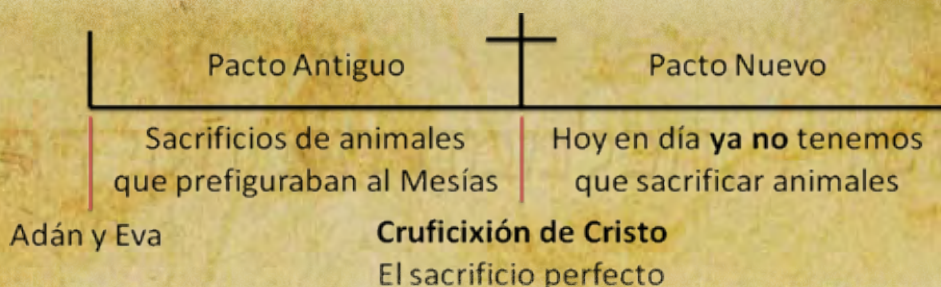 Pacto Antiguo
Pacto Nuevo
Sacrificios de animales
que prefiguraban al Mesías
Hoy en día ya no tenemos
que sacrificar animales
Adán y Eva
Cruficixión de Cristo
El sacrificio perfecto